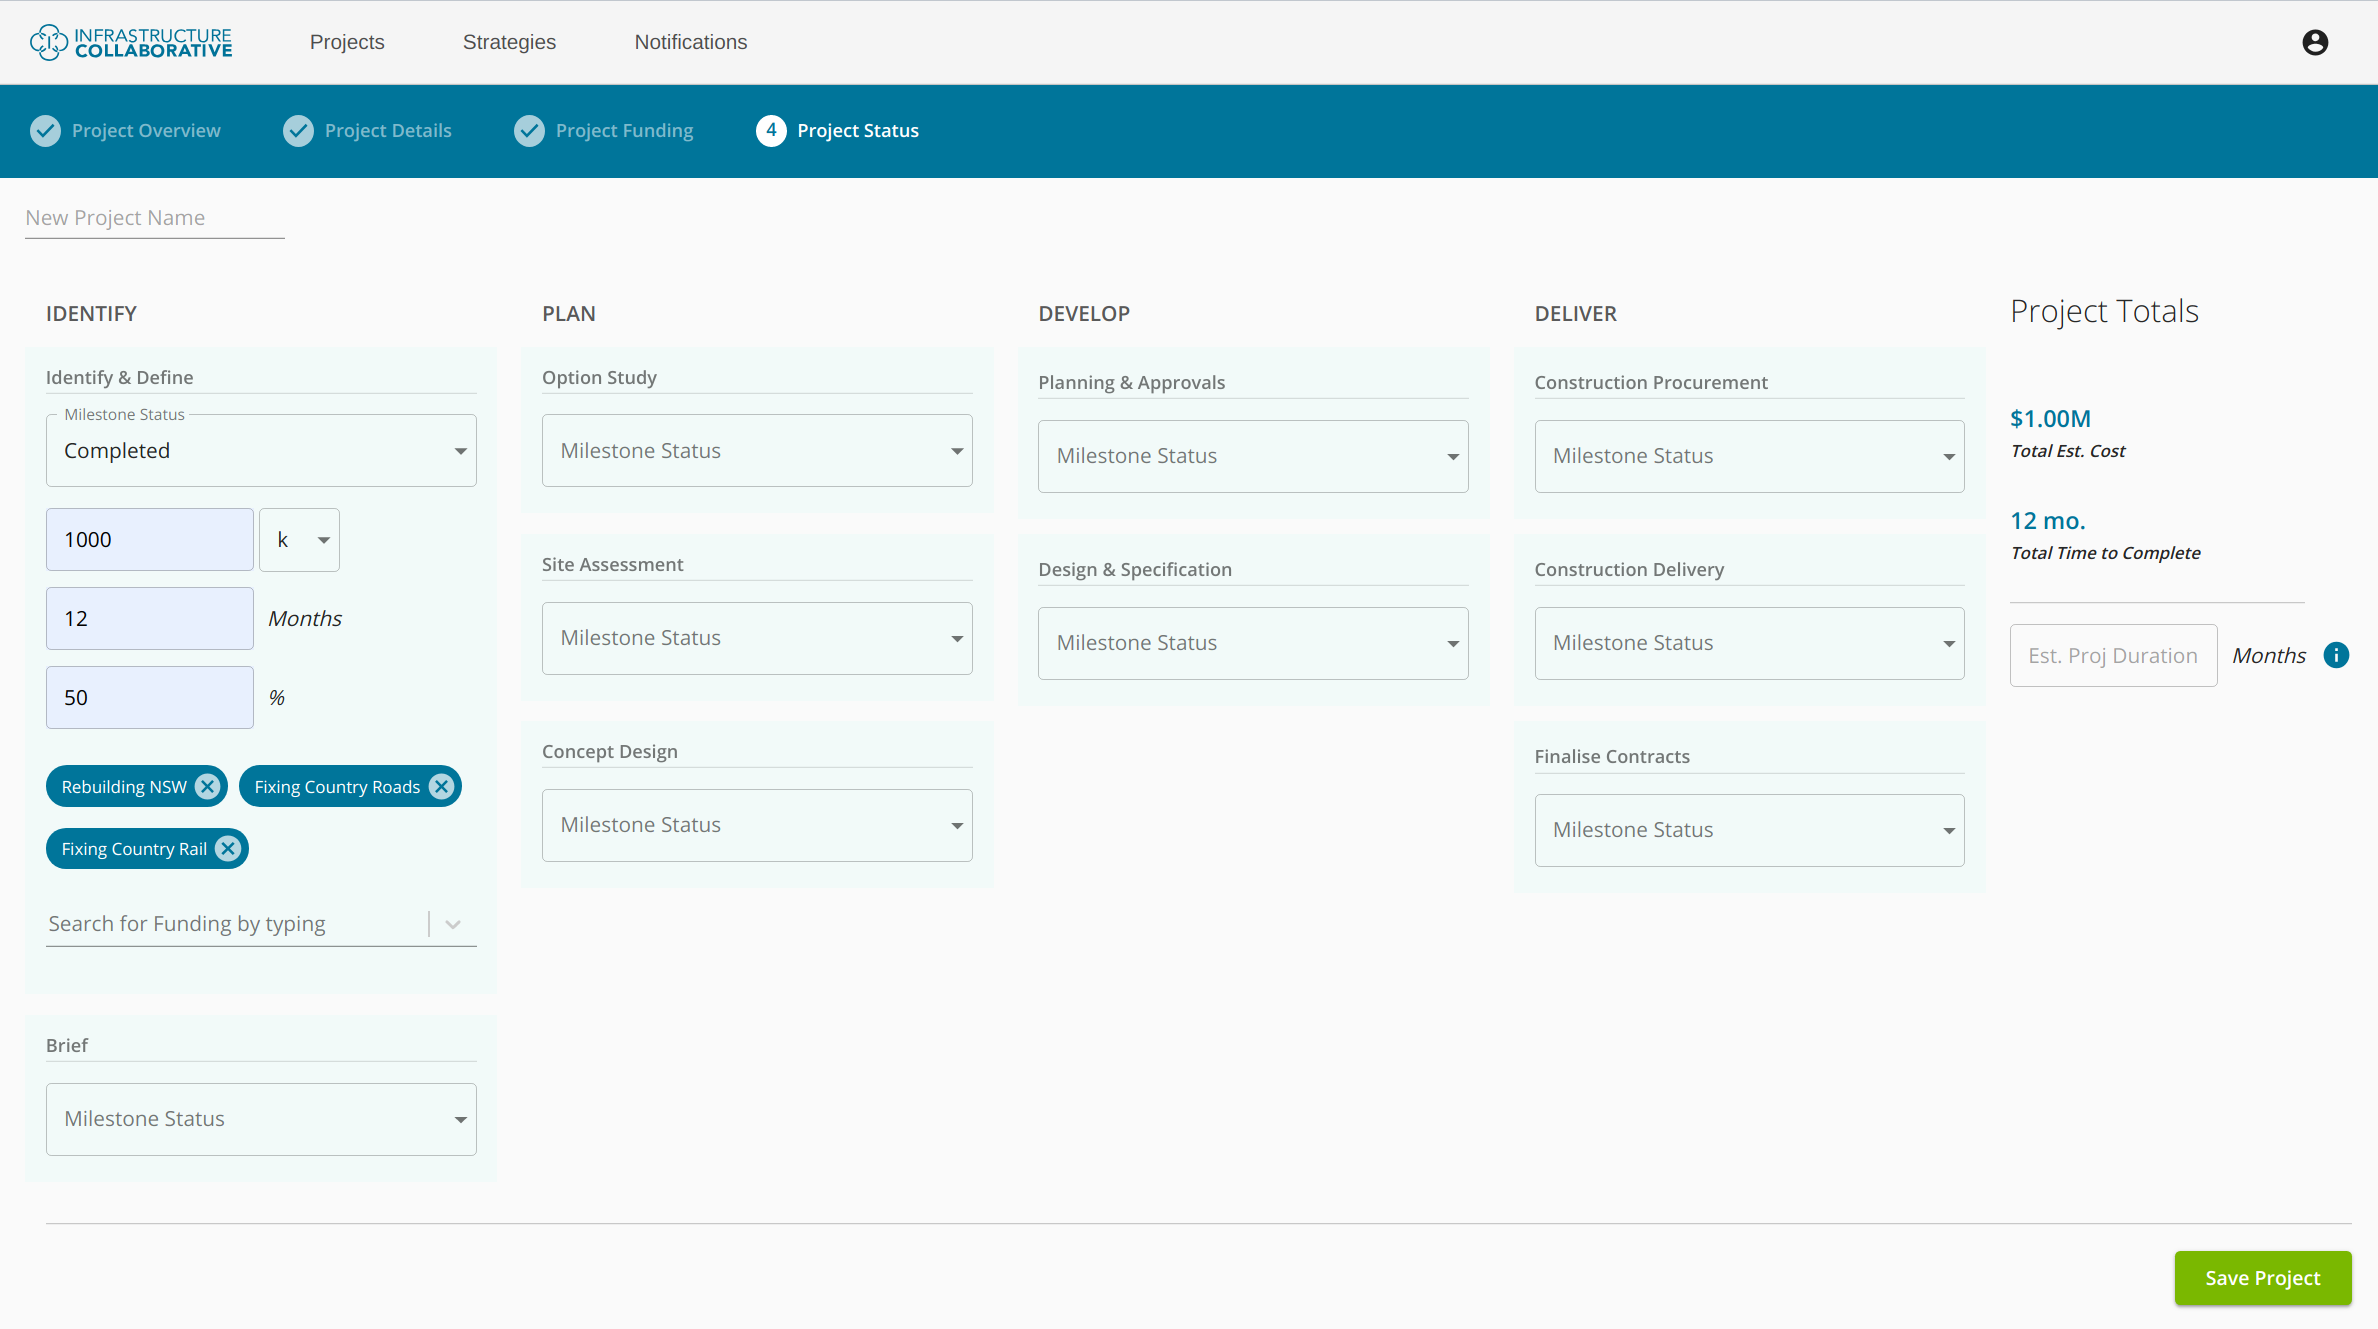 INFRASTRUCTURE
COLLABORATIVE
Projects
Strategies
Notifications
Project Overview
Project Details
Project Funding
4 Project Status
New Project Name
IDENTIFY
Identify & Define
Milestone Status
Completed
1000
k
12
Months
50
%
Rebuilding NSW
Fixing Country Roads
Fixing Country Rail
Search for Funding by typing
Brief
Milestone Status
PLAN
Option Study
Milestone Status
Site Assessment
Milestone Status
Concept Design
Milestone Status
DEVELOP
Planning & Approvals
Milestone Status
Design & Specification
Milestone Status
DELIVER
Construction Procurement
Milestone Status
Construction Delivery
Milestone Status
Finalise Contracts
Milestone Status
Project Totals
$1.00M
Total Est. Cost
12 mo.
Total Time to Complete
Est. Proj Duration
Months
Save Project